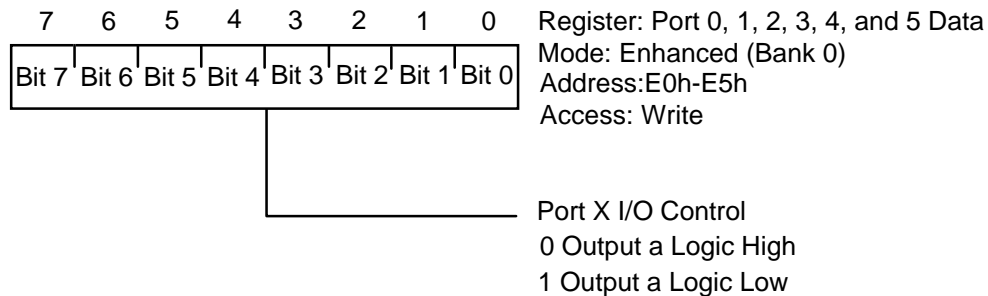 7 6 5 4 3 2 1 0
Bit 7 Bit 6 Bit 5 Bit 4 Bit 3 Bit 2 Bit 1 Bit 0
Register: Port 0, 1, 2, 3, 4, and 5 Data
Mode: Enhanced (Bank 0)
Address:E0h-E5h
Access: Write
Port X I/O Control
0 Output a Logic High
1 Output a Logic Low